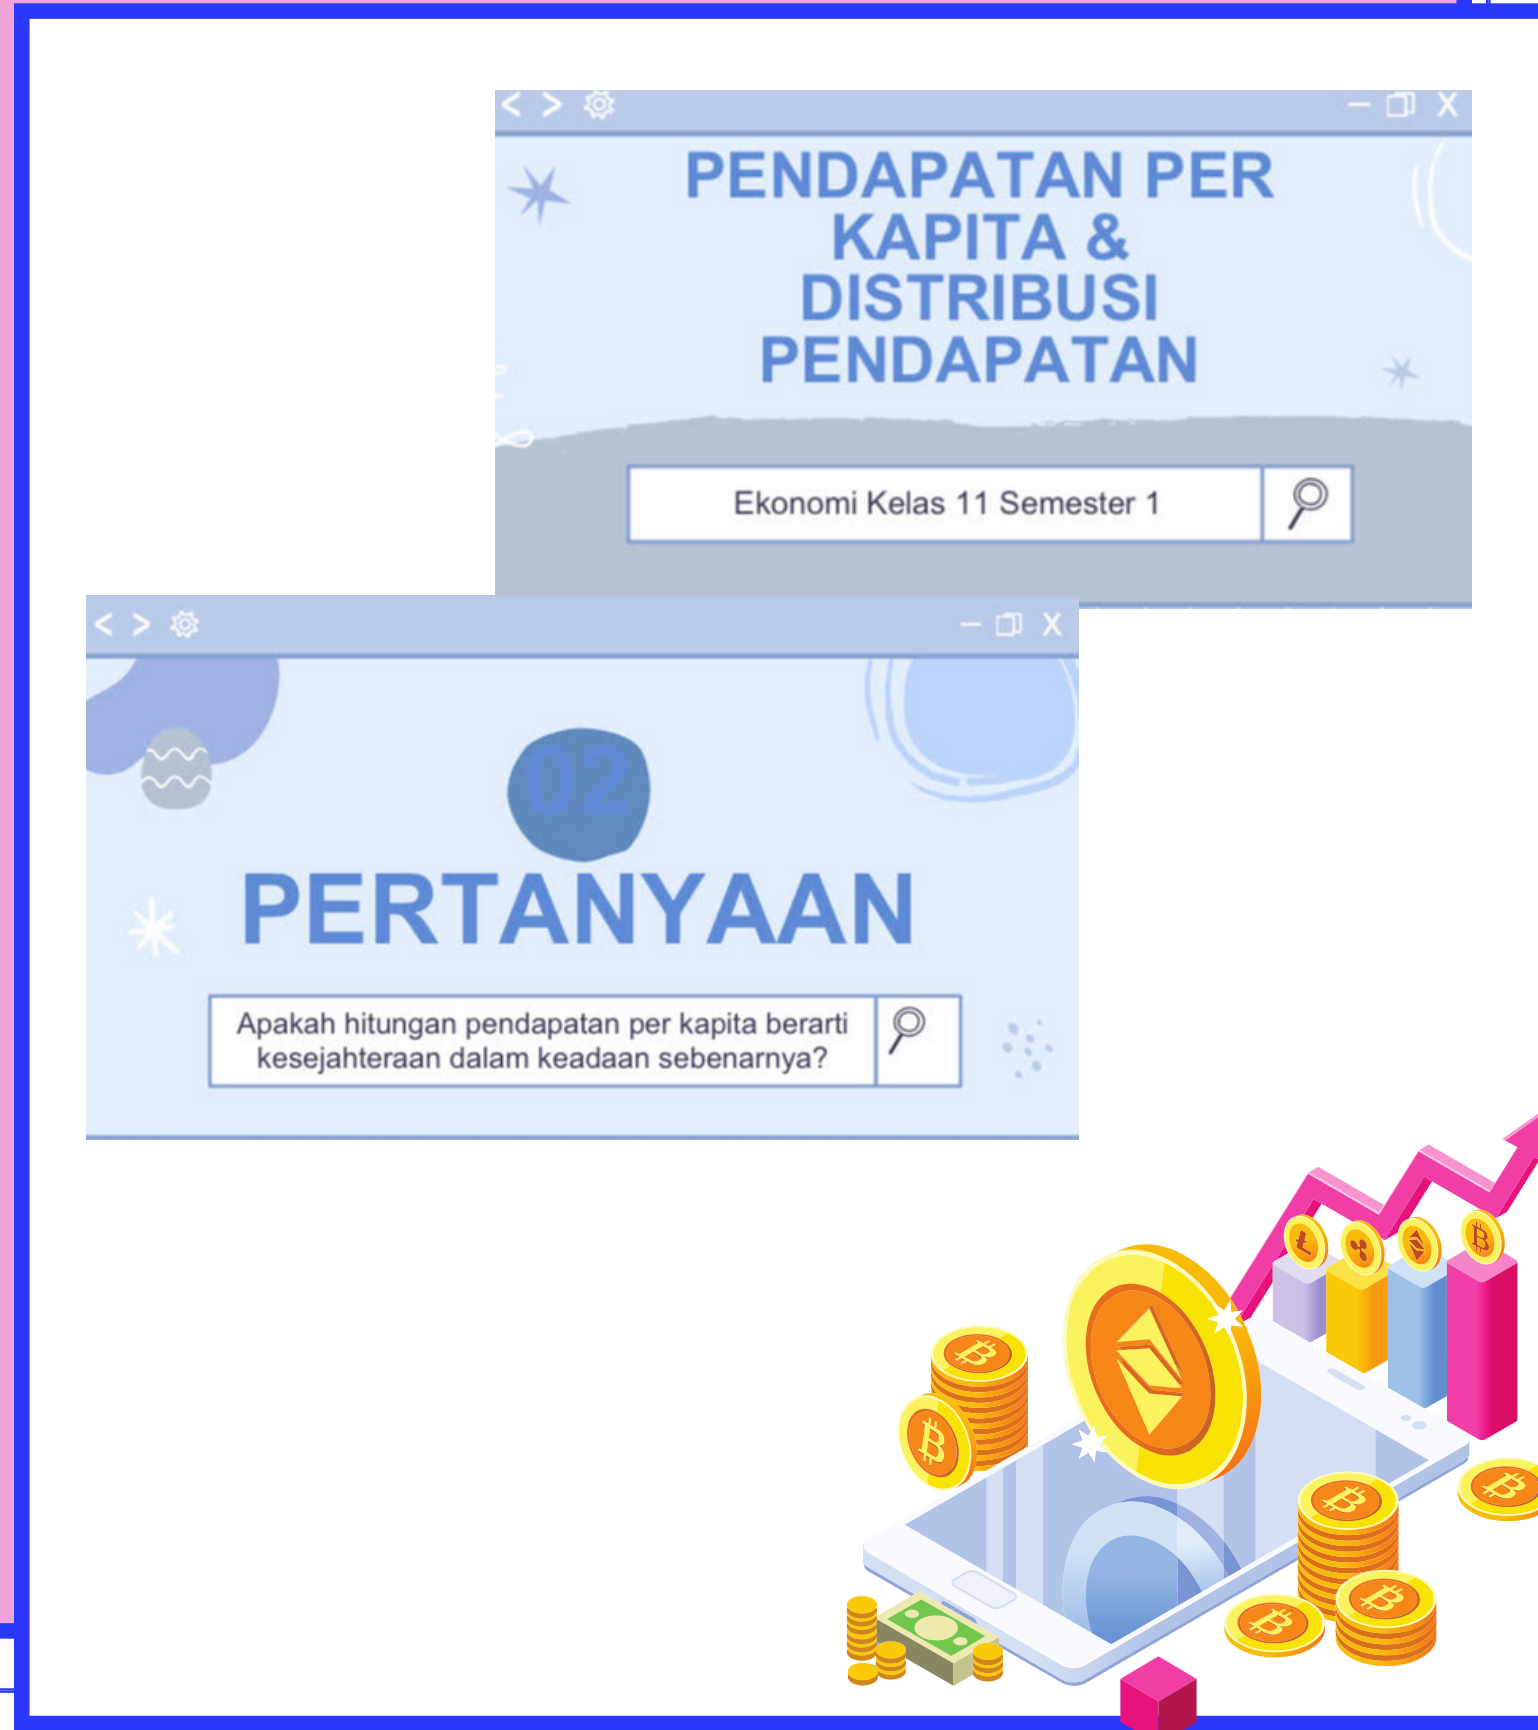 PENDAPATAN PER
KAPITA &
DISTRIBUSI
PENDAPATAN
Ekonomi Kelas 11 Semester 1
02
PERTANYAAN
Apakah hitungan pendapatan per kapita berarti
kesejahteraan dalam keadaan sebenarnya?